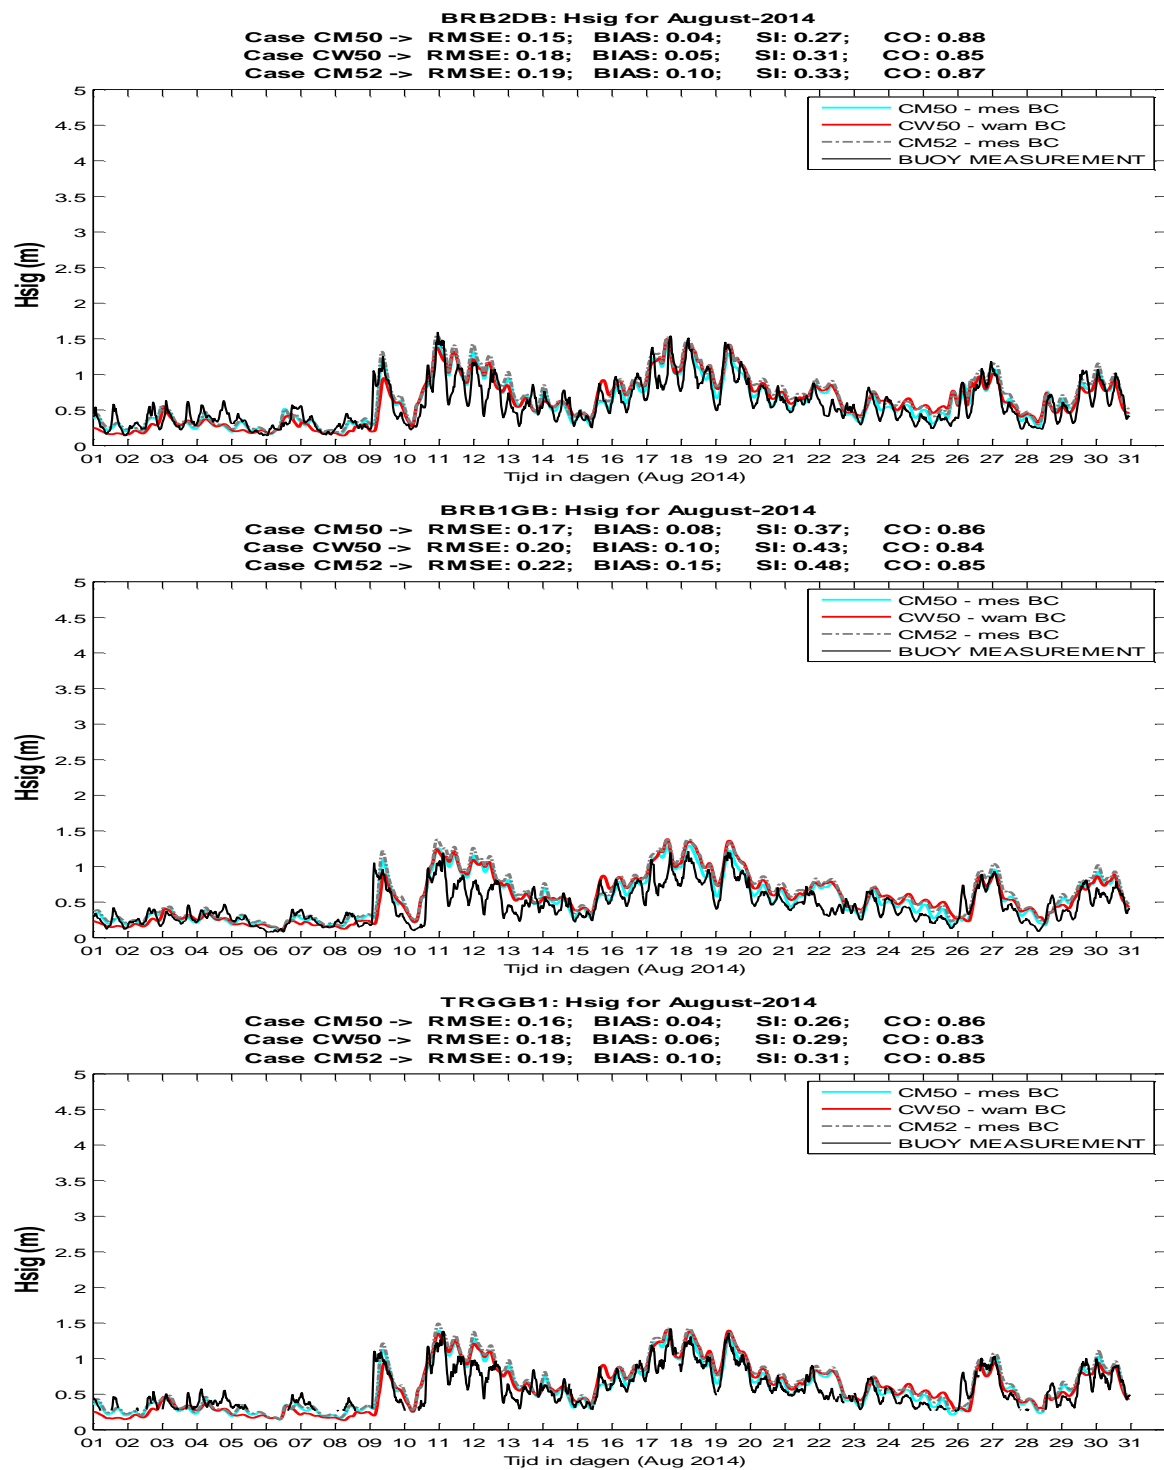 BRB2DB: Hsig for August-2014
Case CM50 -> RMSE: 0.15; BIAS: 0.04; SI: 0.27; CO: 0.88
Case CW50 -> RMSE: 0.18; BIAS: 0.05; SI: 0.31; CO: 0.85
Case CM52 -> RMSE: 0.19; BIAS: 0.10; SI: 0.33; CO: 0.87
5
4.5
4
3.5
3
2.5
2
1.5
1
0.5
0
Hsig (m)
CM50 - mes BC
CW50 - wam BC
CM52 - mes BC
BUOY MEASUREMENT
01 02 03 04 05 06 07 08 09 10 11 12 13 14 15 16 17 18 19 20 21 22 23 24 25 26 27 28 29 30 31
Tijd in dagen (Aug 2014)
BRB1GB: Hsig for August-2014
Case CM50 -> RMSE: 0.17; BIAS: 0.08; SI: 0.37; CO: 0.86
Case CW50 -> RMSE: 0.20; BIAS: 0.10; SI: 0.43; CO: 0.84
Case CM52 -> RMSE: 0.22; BIAS: 0.15; SI: 0.48; CO: 0.85
5
4.5
4
3.5
3
2.5
2
1.5
1
0.5
0
Hsig (m)
CM50 - mes BC
CW50 - wam BC
CM52 - mes BC
BUOY MEASUREMENT
01 02 03 04 05 06 07 08 09 10 11 12 13 14 15 16 17 18 19 20 21 22 23 24 25 26 27 28 29 30 31
Tijd in dagen (Aug 2014)
TRGGB1: Hsig for August-2014
Case CM50 -> RMSE: 0.16; BIAS: 0.04; SI: 0.26; CO: 0.86
Case CW50 -> RMSE: 0.18; BIAS: 0.06; SI: 0.29; CO: 0.83
Case CM52 -> RMSE: 0.19; BIAS: 0.10; SI: 0.31; CO: 0.85
5
4.5
4
3.5
3
2.5
2
1.5
1
0.5
0
Hsig (m)
CM50 - mes BC
CW50 - wam BC
CM52 - mes BC
BUOY MEASUREMENT
01 02 03 04 05 06 07 08 09 10 11 12 13 14 15 16 17 18 19 20 21 22 23 24 25 26 27 28 29 30 31
Tijd in dagen (Aug 2014)